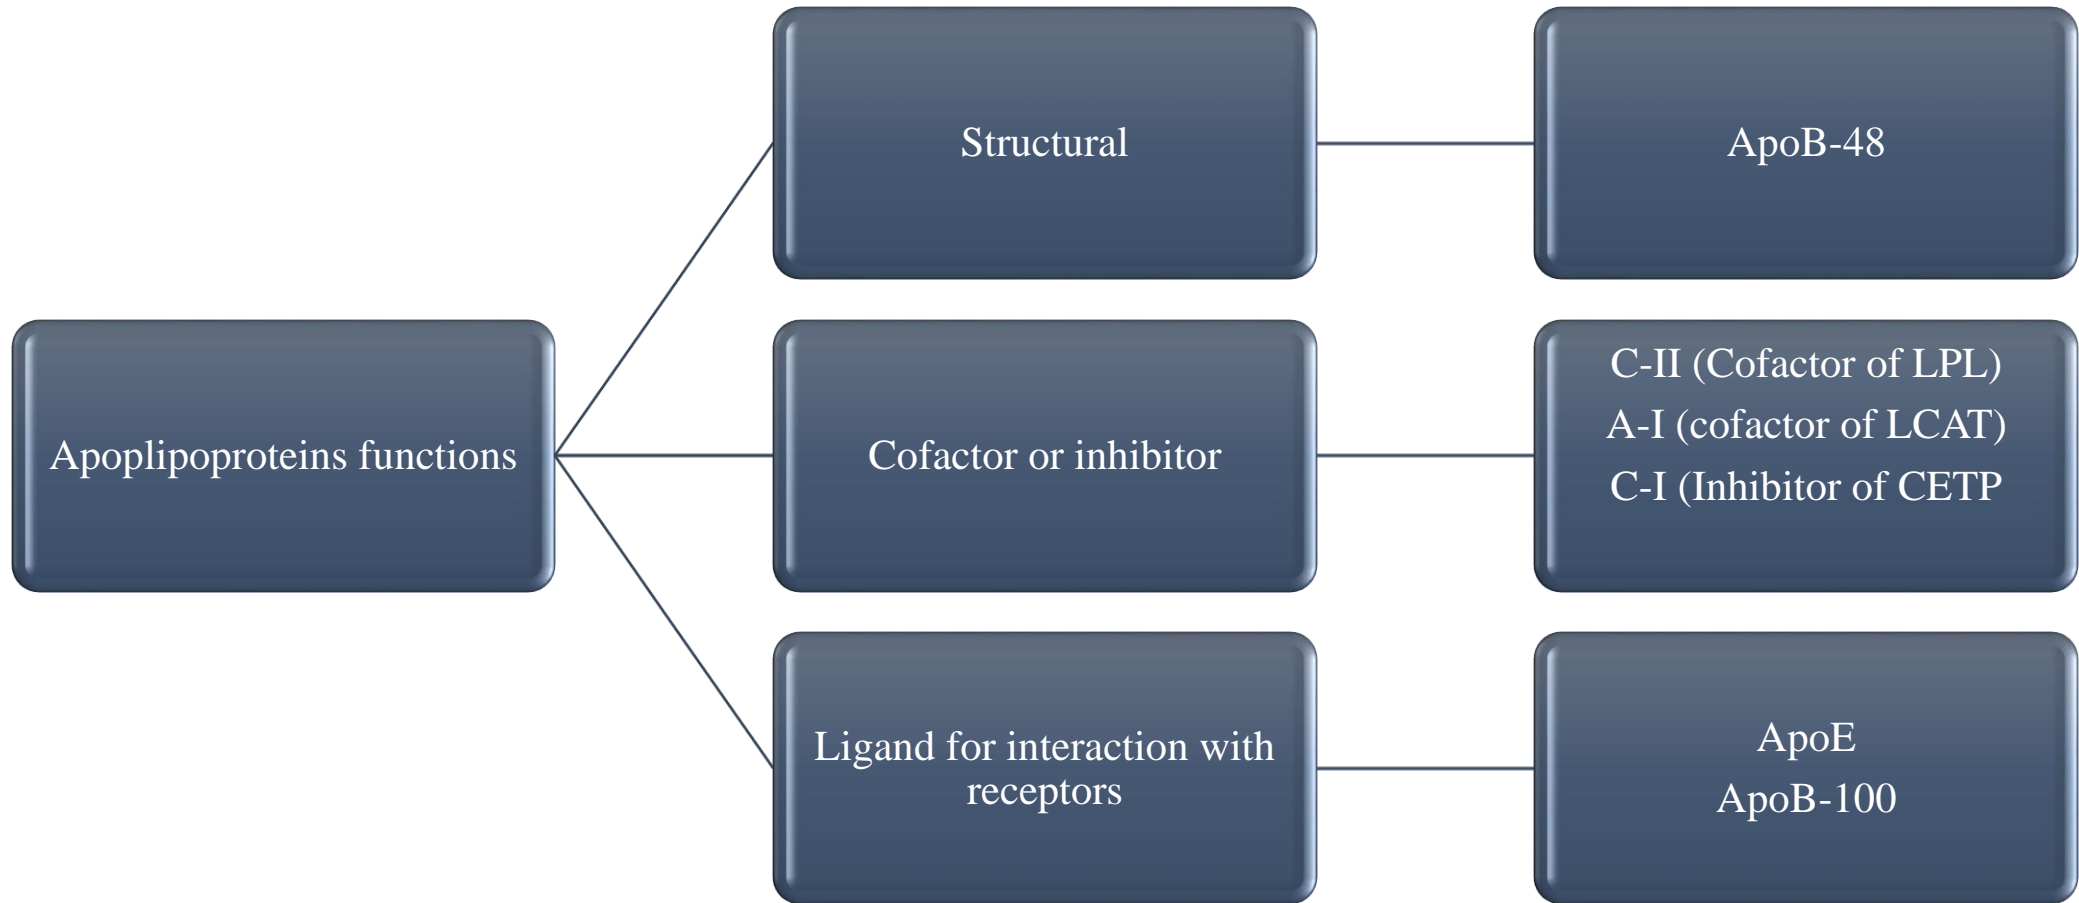 Structural
ApoB-48
Apoplipoproteins functions
Cofactor or inhibitor
C-II (Cofactor of LPL)
A-I (cofactor of LCAT)
C-I (Inhibitor of CETP
Ligand for interaction with
receptors
ApoE
ApoB-100